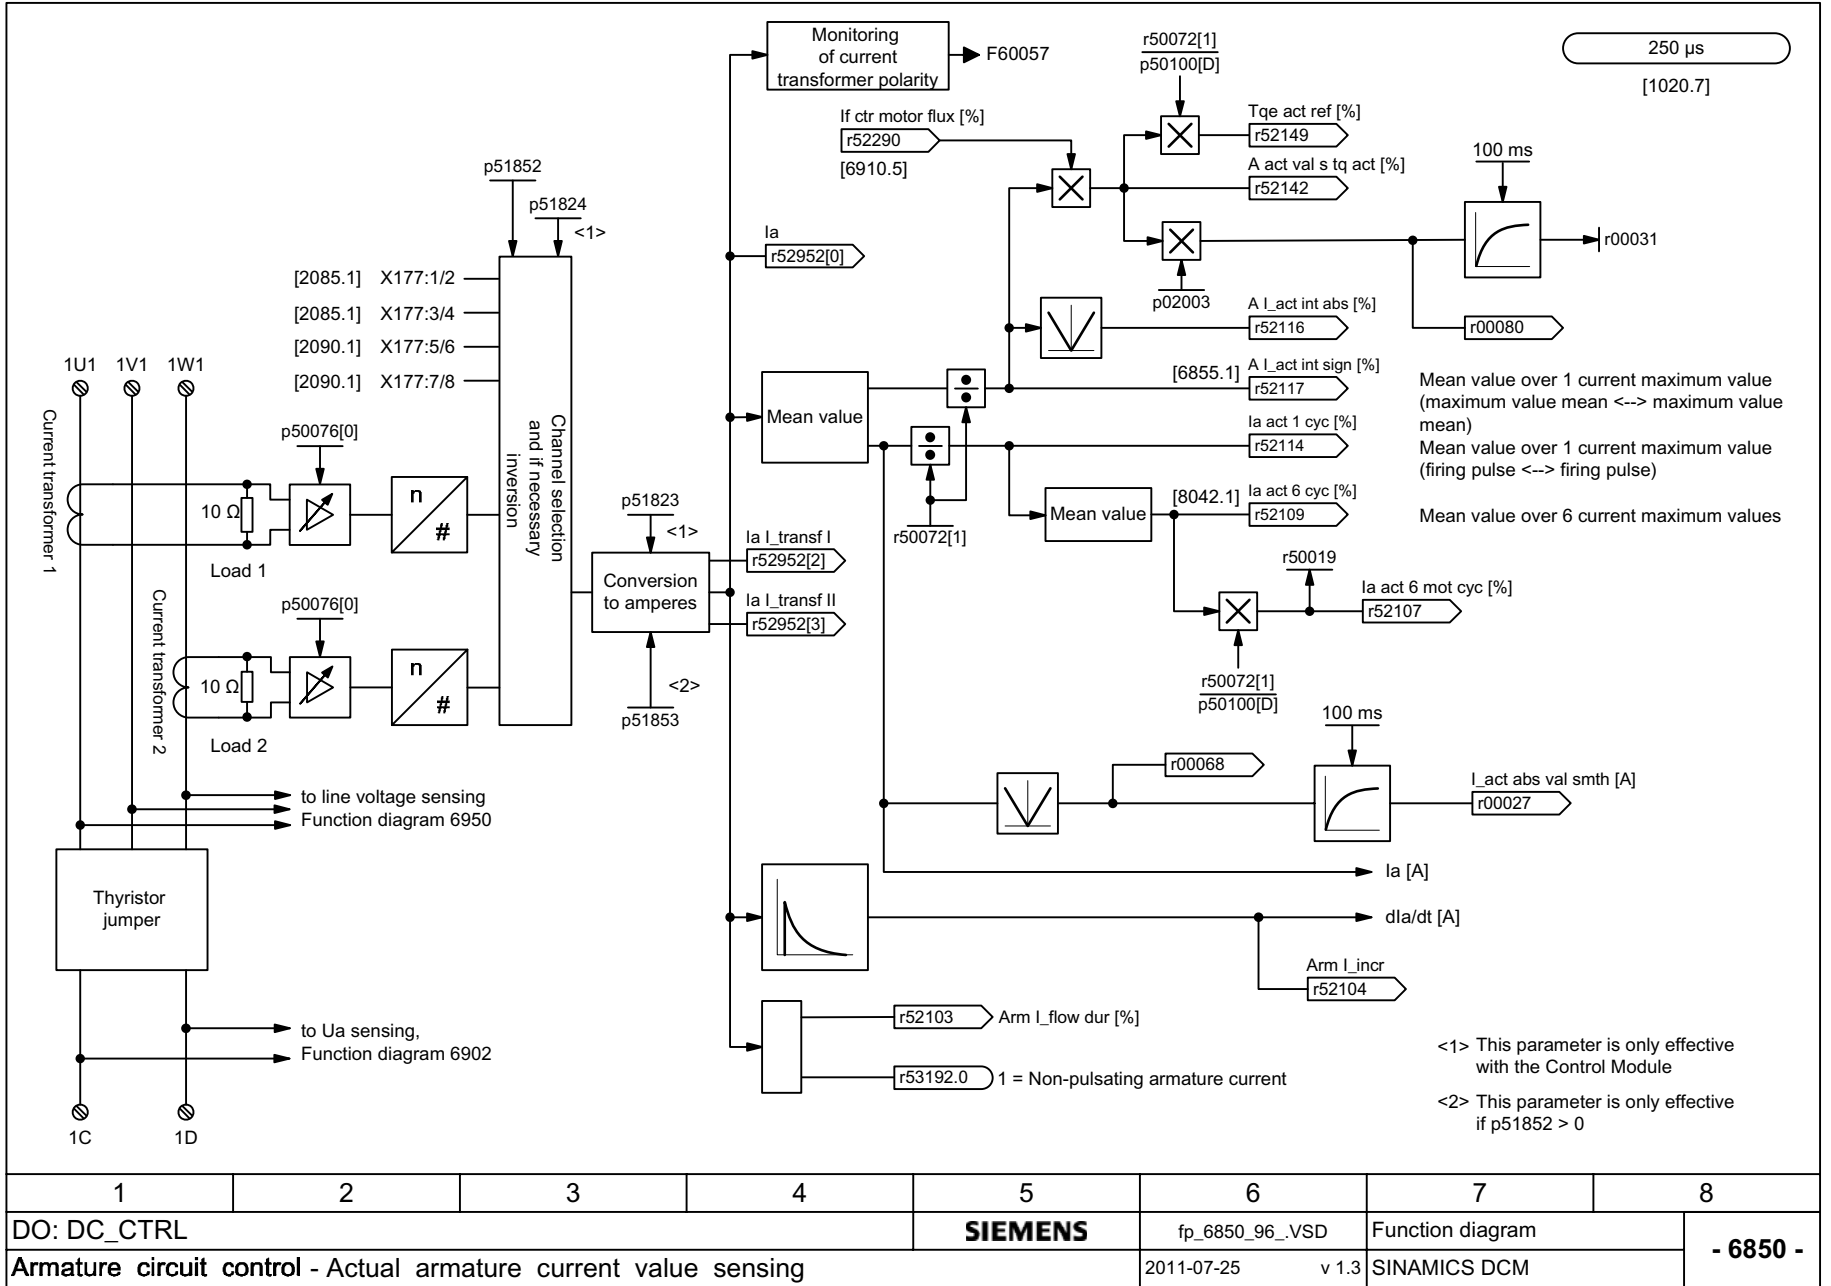 Monitoring
of current
transformer polarity
F60057
r50072[1]
p50100[D]
250 µs
[1020.7]
If ctr motor flux [%]
r52290
[6910.5]
Tqe act ref [%]
r52149
A act val s tq act [%]
r52142
100 ms
r00031
p02003
r00080
p51852
p51824
<1>
Ia
r52952[0]
[2085.1] X177:1/2
[2085.1] X177:3/4
[2090.1] X177:5/6
[2090.1] X177:7/8
Channel selection
and if necessary
inversion
A I_act int abs [%]
r52116
[6855.1]
A I_act int sign [%]
r52117
Mean value over 1 current maximum value
(maximum value mean <--> maximum value
mean)
Mean value
Ia act 1 cyc [%]
r52114
Mean value over 1 current maximum value
(firing pulse <--> firing pulse)
r50072[1]
Mean value
[8042.1]
Ia act 6 cyc [%]
r52109
Mean value over 6 current maximum values
1U1
1V1
1W1
Current transformer 1
p50076[0]
10 Ω
n
#
Load 1
Current transformer 2
p50076[0]
10 Ω
n
#
Load 2
p51823
<1>
Conversion
to amperes
<2>
p51853
Ia I_transf I
r52952[2]
Ia I_transf II
r52952[3]
r50019
Ia act 6 mot cyc [%]
r52107
r50072[1]
p50100[D]
100 ms
r00068
I_act abs val smth [A]
r00027
to line voltage sensing
Function diagram 6950
Thyristor
jumper
Ia [A]
dIa/dt [A]
Arm I_incr
r52104
r52103
Arm I_flow dur [%]
r53192.0
1 = Non-pulsating armature current
to Ua sensing,
Function diagram 6902
1C
1D
<1> This parameter is only effective
with the Control Module
<2> This parameter is only effective
if p51852 > 0
1 2 3 4 5 6 7 8
DO: DC_CTRL
SIEMENS
fp_6850_96_.VSD
Function diagram
- 6850 -
Armature circuit control - Actual armature current value sensing
2011-07-25 v 1.3
SINAMICS DCM